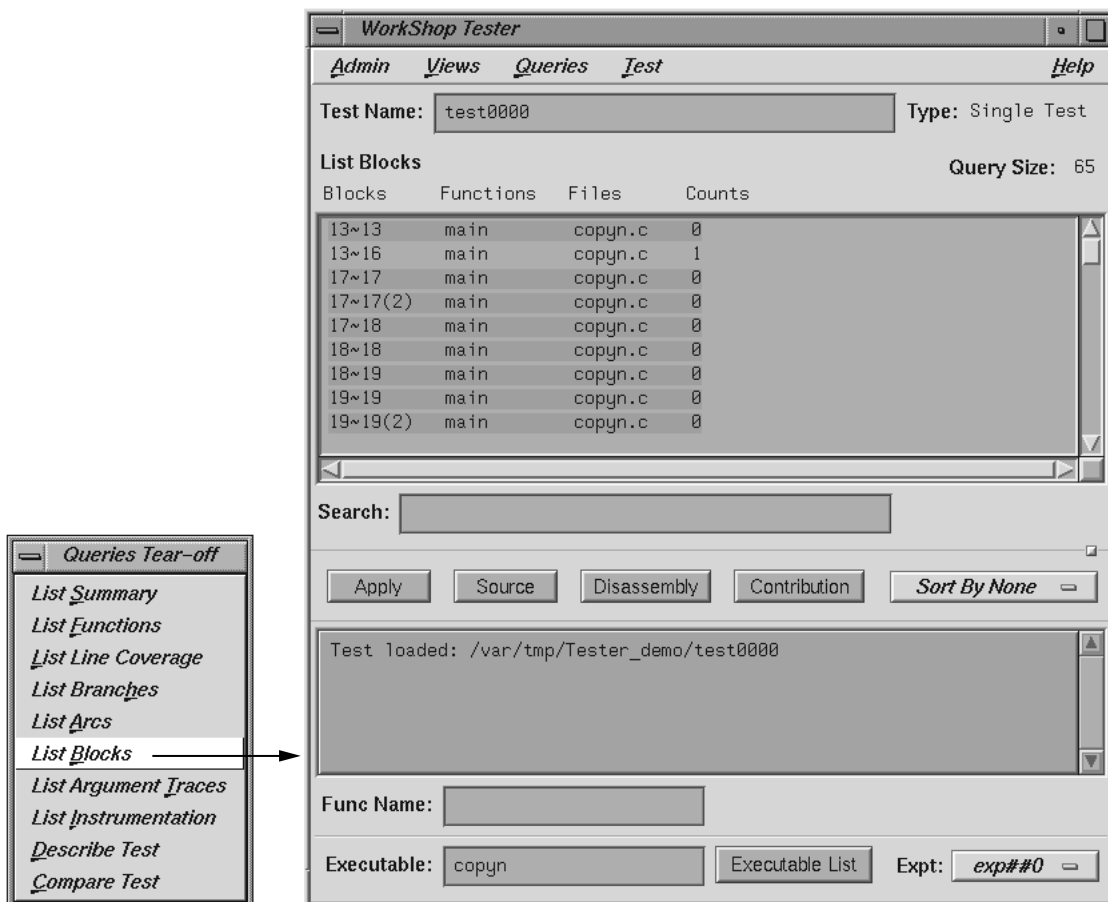 WorkShop Tester
Admin Views Queries Test Help
Test Name: test0000 Type: Single Test
List Blocks Query Size: 65
Blocks Functions Files Counts
13~13 main copyn.c 0
13~16 main copyn.c 1
17~17 main copyn.c 0
17~17(2) main copyn.c 0
17~18 main copyn.c 0
18~18 main copyn.c 0
18~19 main copyn.c 0
19~19 main copyn.c 0
19~19(2) main copyn.c 0
Search:
Apply Source Disassembly Contribution Sort By None
Test loaded: /var/tmp/Tester_demo/test0000
Func Name:
Executable: copyn Executable List Expt: exp##0
Queries Tear-off
List Summary
List Functions
List Line Coverage
List Branches
List Arcs
List Blocks
List Argument Traces
List Instrumentation
Describe Test
Compare Test